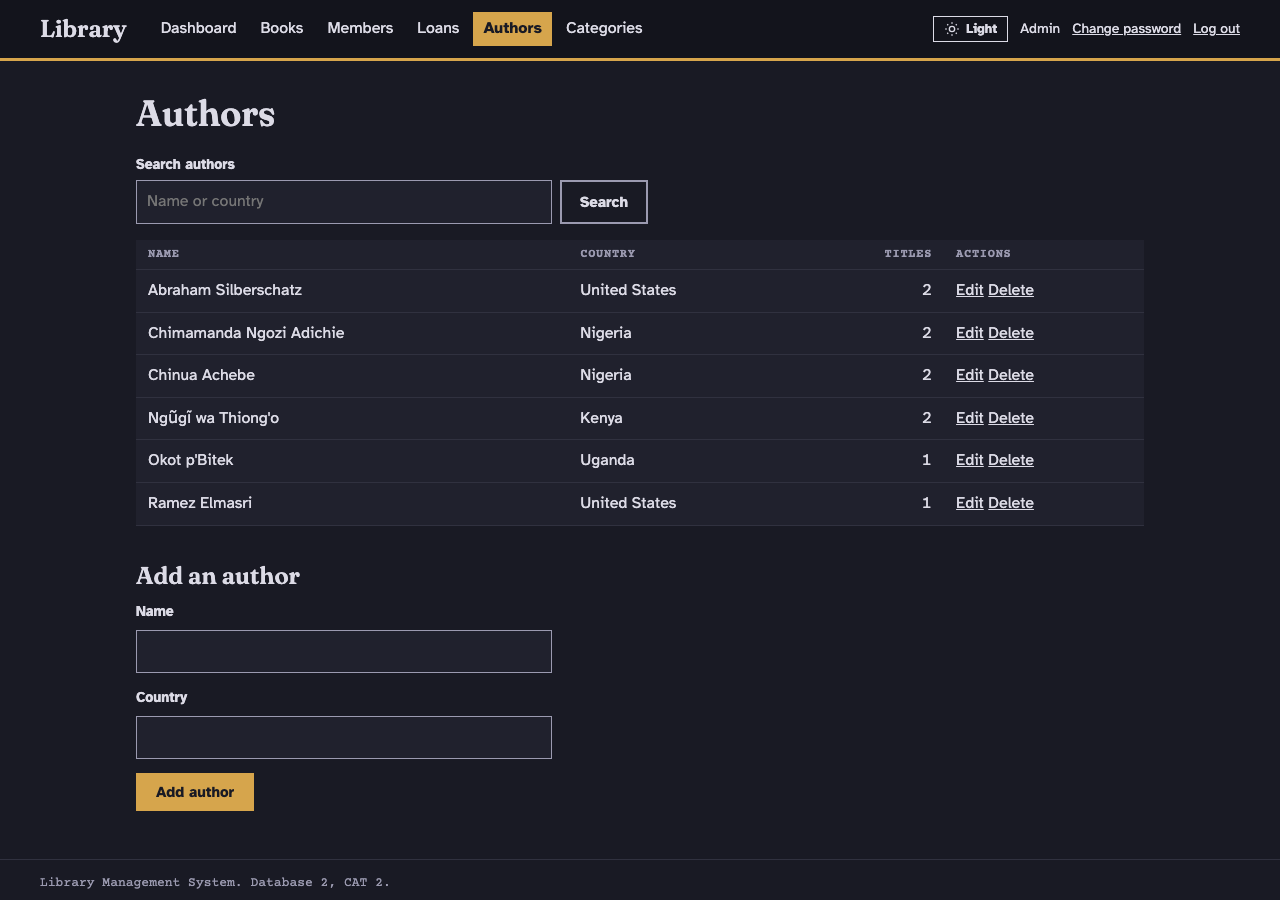 Library Dashboard Books Members Loans Authors Categories Light Admin Change password Log out
Authors
Search authors
Name or country Search
NAME COUNTRY TITLES ACTIONS
Abraham Silberschatz United States 2 Edit Delete
Chimamanda Ngozi Adichie Nigeria 2 Edit Delete
Chinua Achebe Nigeria 2 Edit Delete
Ngũgĩ wa Thiong'o Kenya 2 Edit Delete
Okot p'Bitek Uganda 1 Edit Delete
Ramez Elmasri United States 1 Edit Delete
Add an author
Name
Country
Add author
Library Management System. Database 2, CAT 2.